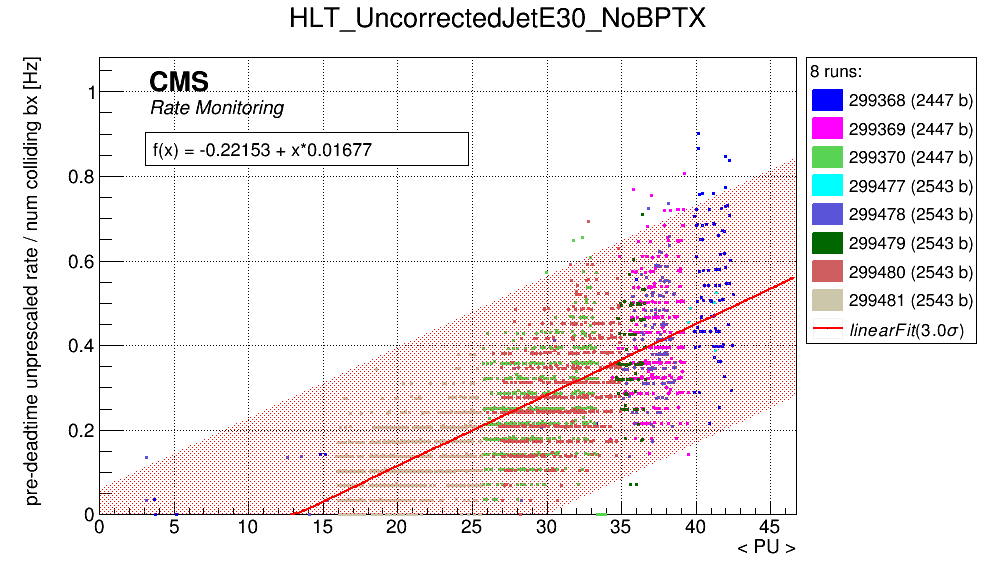 HLT_UncorrectedJetE30_NoBPTX
pre-deadtime unprescaled rate / num colliding bx [Hz]
CMS
Rate Monitoring
f(x) = -0.22153 + x*0.01677
1
0.8
0.6
0.4
0.2
0
0 5 10 15 20 25 30 35 40 45
< PU >
8 runs:
299368 (2447 b)
299369 (2447 b)
299370 (2447 b)
299477 (2543 b)
299478 (2543 b)
299479 (2543 b)
299480 (2543 b)
299481 (2543 b)
linearFit(3.0σ)